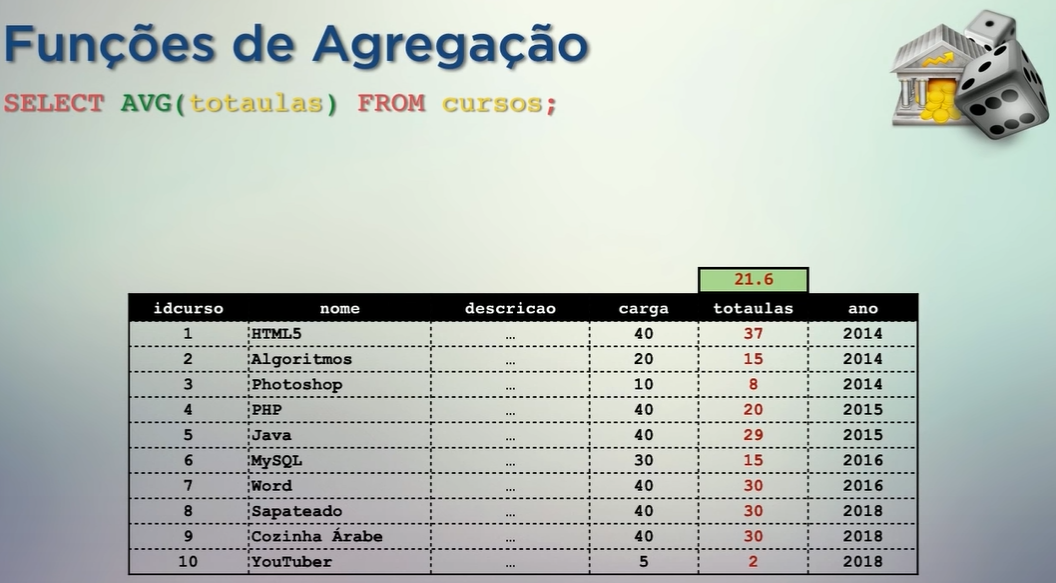 Funções de Agregação
SELECT AVG(totaulas) FROM cursos;
21.6
idcurso nome descricao carga totaulas ano
1 HTML5 … 40 37 2014
2 Algoritmos … 20 15 2014
3 Photoshop … 10 8 2014
4 PHP … 40 20 2015
5 Java … 40 29 2015
6 MySQL … 30 15 2016
7 Word … 40 30 2016
8 Sapateado … 40 30 2018
9 Cozinha Árabe … 40 30 2018
10 YouTuber … 5 2 2018